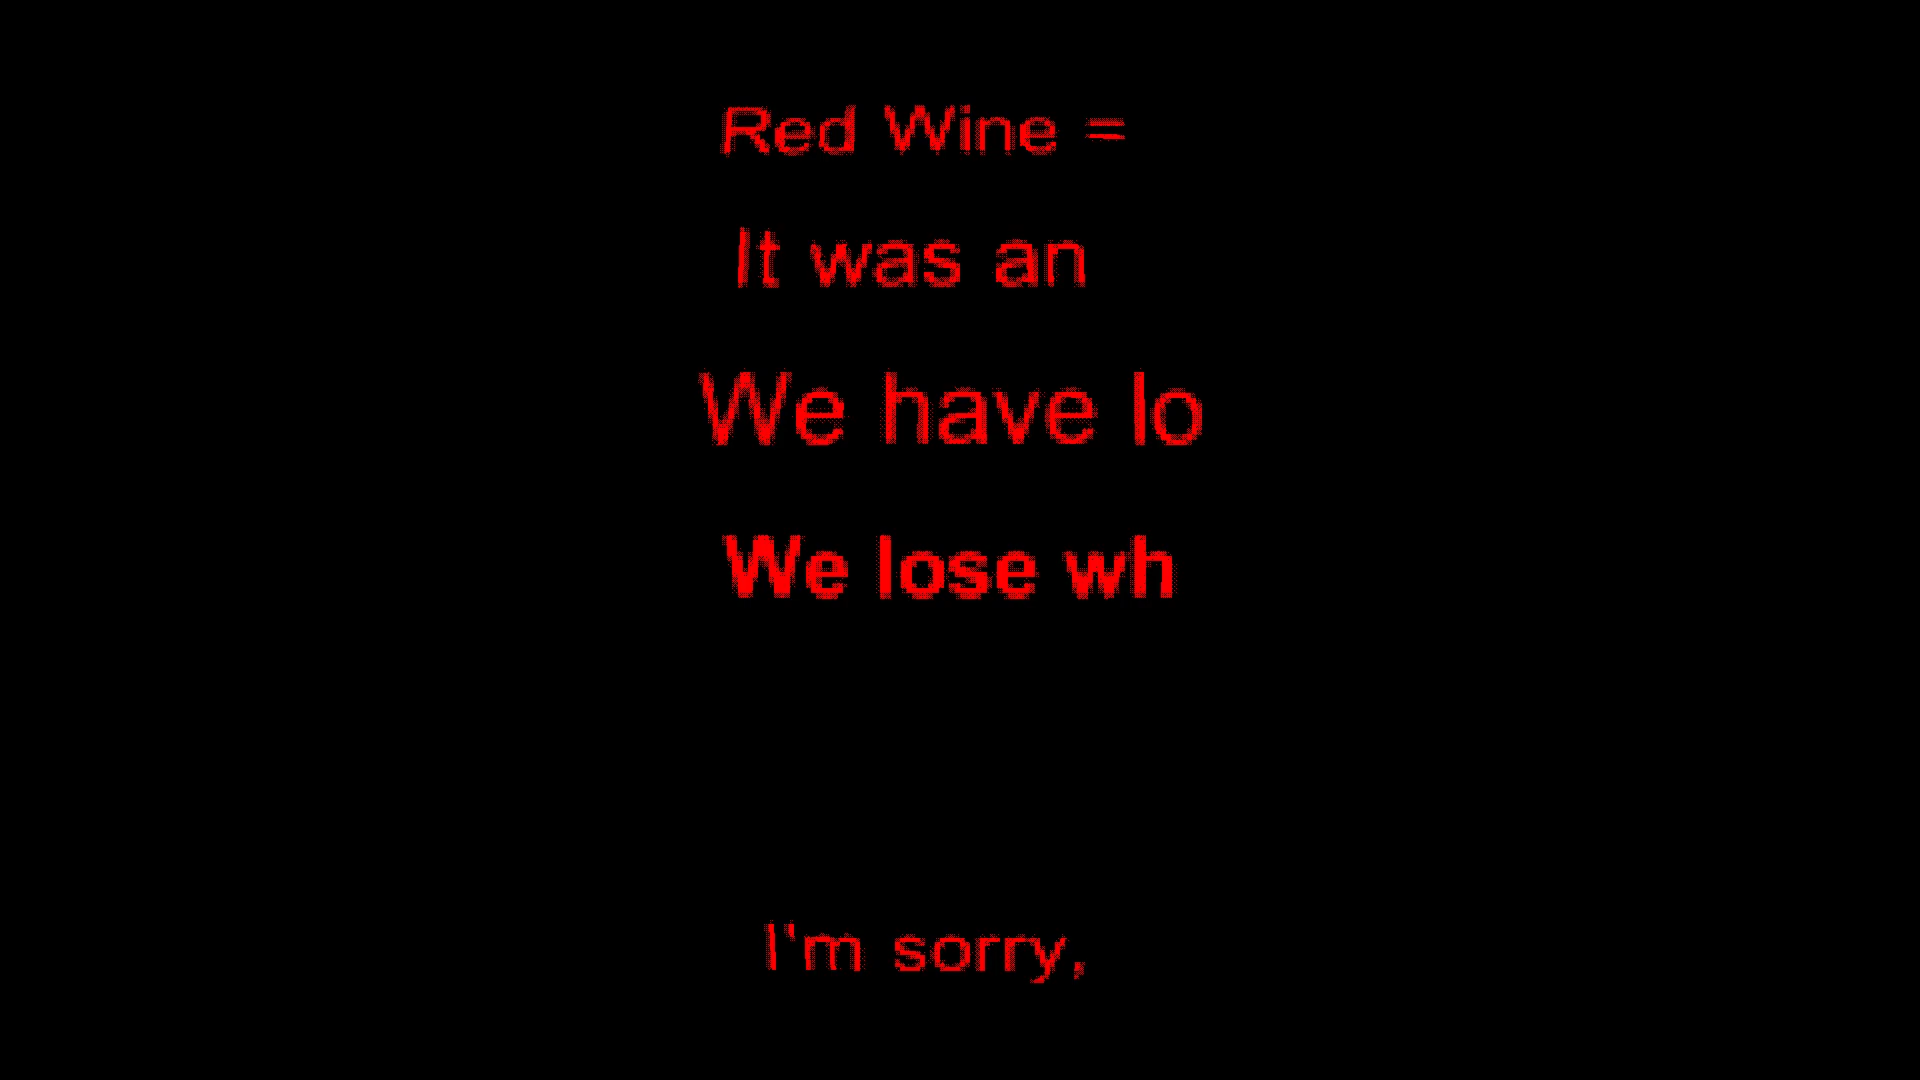 Red Wine =
It was an
We have lo
We lose wh
I'm sorry,